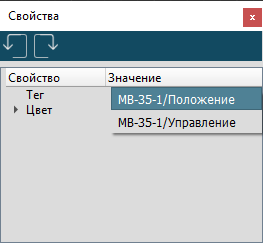 Свойства
Свойство Значение
Тег МВ-35-1/Положение
Цвет
МВ-35-1/Управление